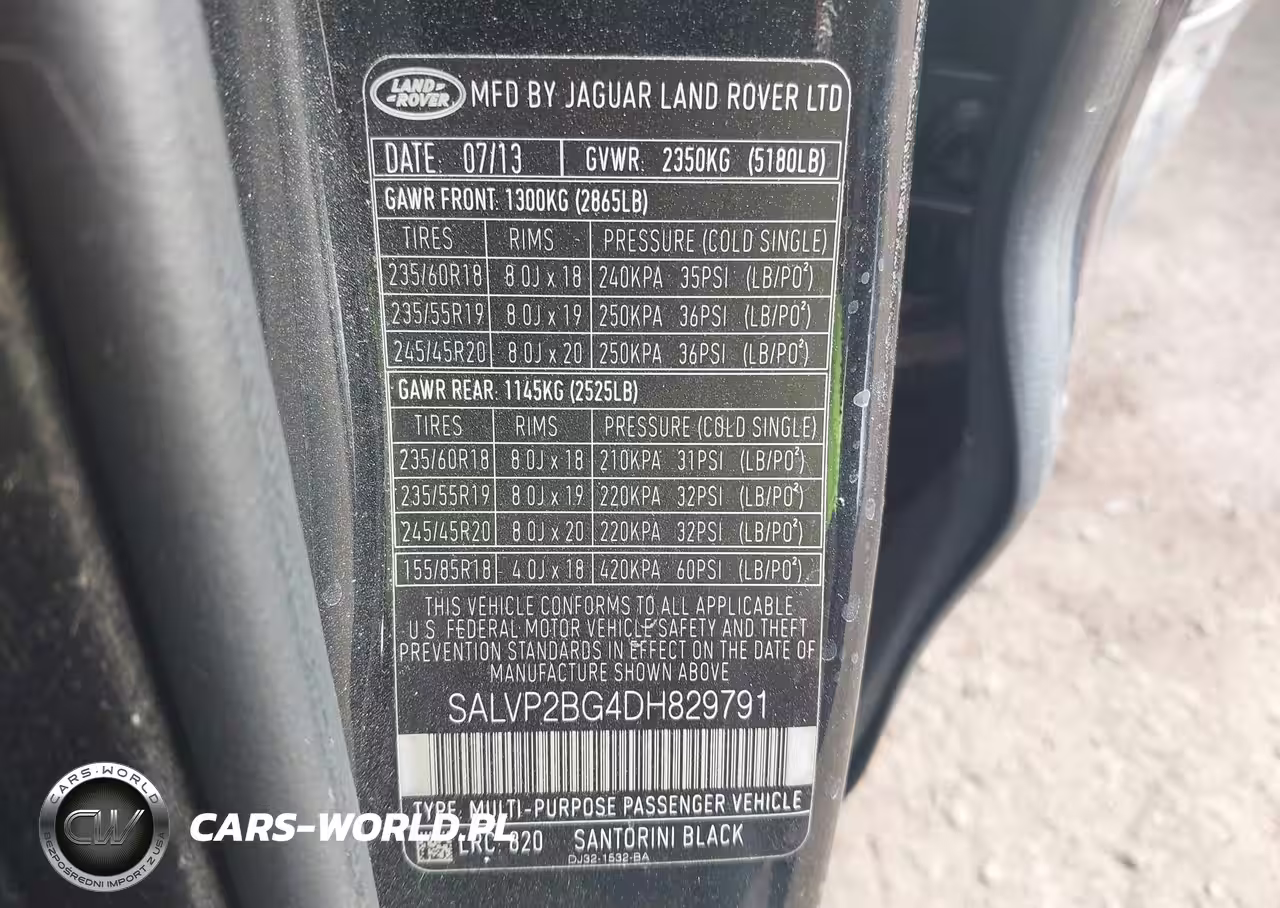 LAND ROVER MFD BY JAGUAR LAND ROVER LTD
DATE: 07/13 GVWR: 2350KG (5180LB)
GAWR FRONT: 1300KG (2865LB)
TIRES RIMS PRESSURE (COLD SINGLE)
235/60R18 8.0J x 18 240KPA 35PSI (LB/PO²)
235/55R19 8.0J x 19 250KPA 36PSI (LB/PO²)
245/45R20 8.0J x 20 250KPA 36PSI (LB/PO²)
GAWR REAR: 1145KG (2525LB)
TIRES RIMS PRESSURE (COLD SINGLE)
235/60R18 8.0J x 18 210KPA 31PSI (LB/PO²)
235/55R19 8.0J x 19 220KPA 32PSI (LB/PO²)
245/45R20 8.0J x 20 220KPA 32PSI (LB/PO²)
155/85R18 4.0J x 18 420KPA 60PSI (LB/PO²)
THIS VEHICLE CONFORMS TO ALL APPLICABLE
U.S. FEDERAL MOTOR VEHICLE SAFETY AND THEFT
PREVENTION STANDARDS IN EFFECT ON THE DATE OF
MANUFACTURE SHOWN ABOVE
SALVP2BG4DH829791
TYPE: MULTI-PURPOSE PASSENGER VEHICLE
LRC: 820 SANTORINI BLACK
DJ32-1532-BA
CARS-WORLD
CW
BEZPOŚREDNI IMPORT Z USA
CARS-WORLD.PL